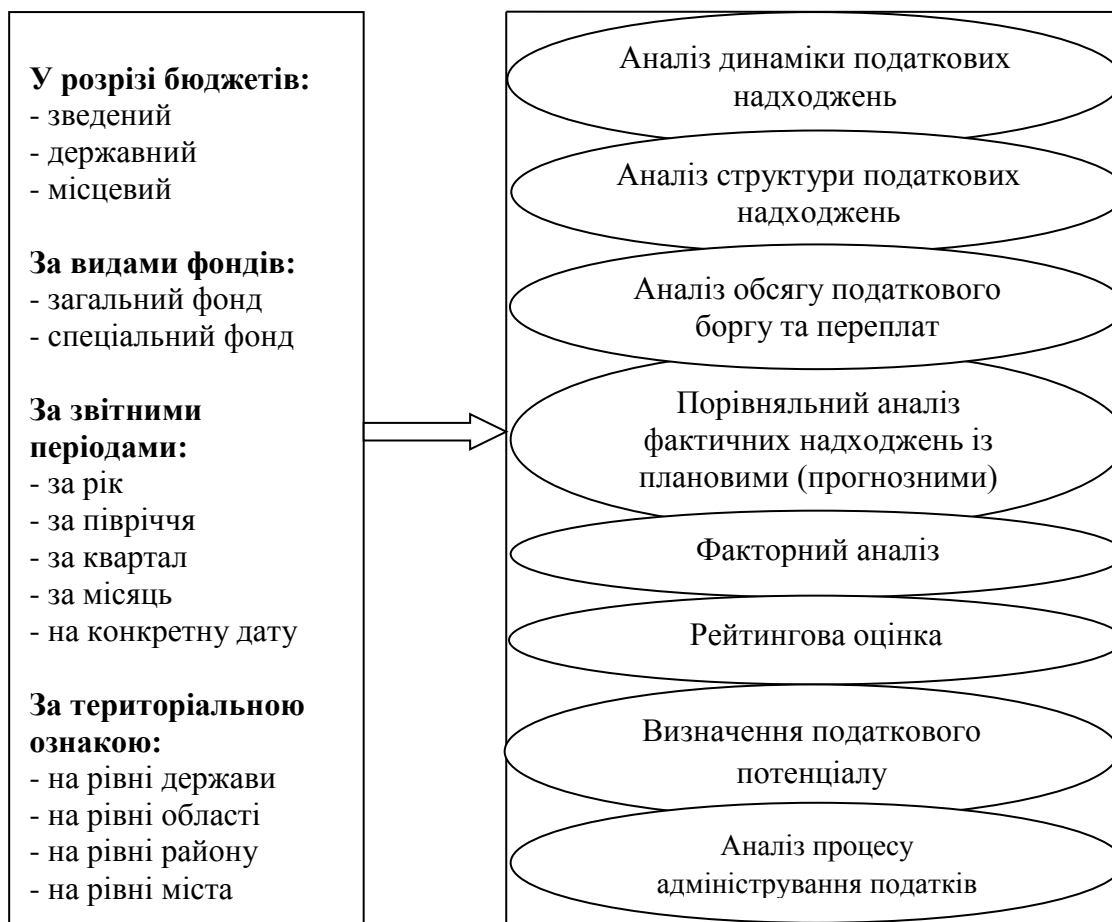 У розрізі бюджетів:
- зведений
- державний
- місцевий
За видами фондів:
- загальний фонд
- спеціальний фонд
За звітними
періодами:
- за рік
- за півріччя
- за квартал
- за місяць
- на конкретну дату
За територіальною
ознакою:
- на рівні держави
- на рівні області
- на рівні району
- на рівні міста
Аналіз динаміки податкових
надходжень
Аналіз структури податкових
надходжень
Аналіз обсягу податкового
боргу та переплат
Порівняльний аналіз
фактичних надходжень із
плановими (прогнозними)
Факторний аналіз
Рейтингова оцінка
Визначення податкового
потенціалу
Аналіз процесу
адміністрування податків